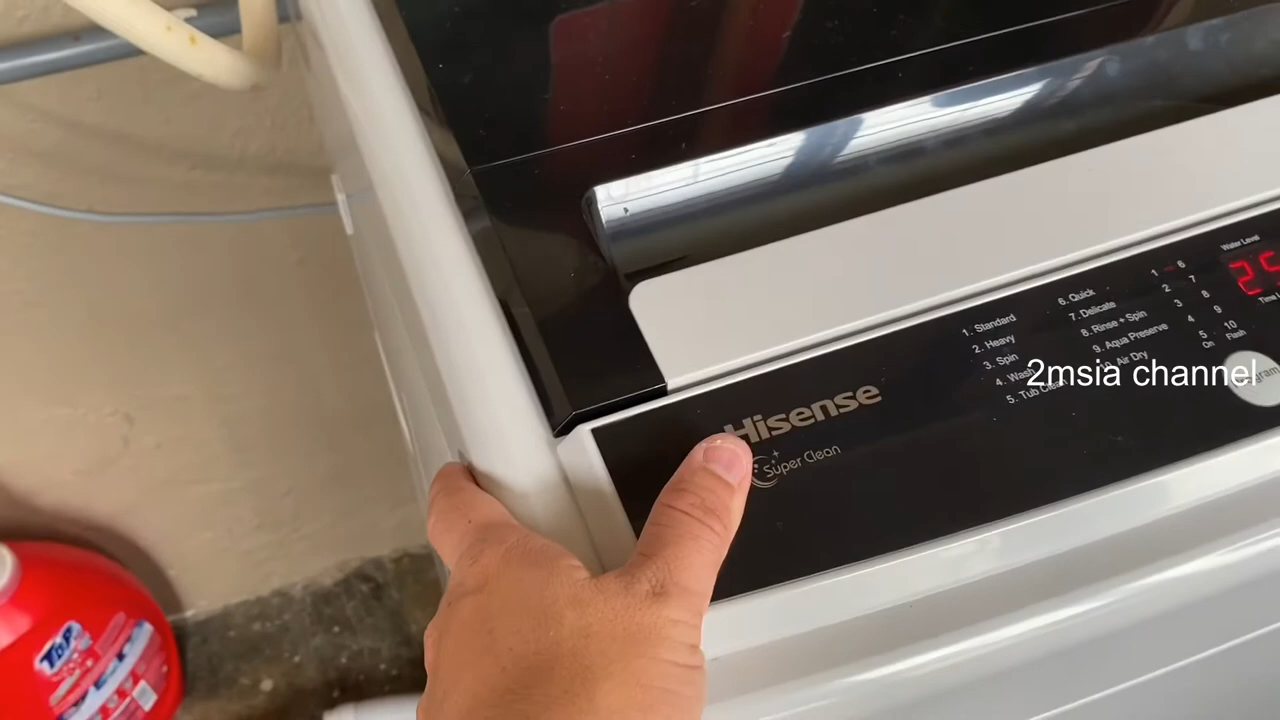 Water Level
25
1 6
2 7
3 8
4 9
5 10
On Flash
1. Standard
2. Heavy
3. Spin
4. Wash
5. Tub Clean
6. Quick
7. Delicate
8. Rinse + Spin
9. Aqua Preserve
10. Air Dry
2msia channel
Hisense
Super Clean
TOP